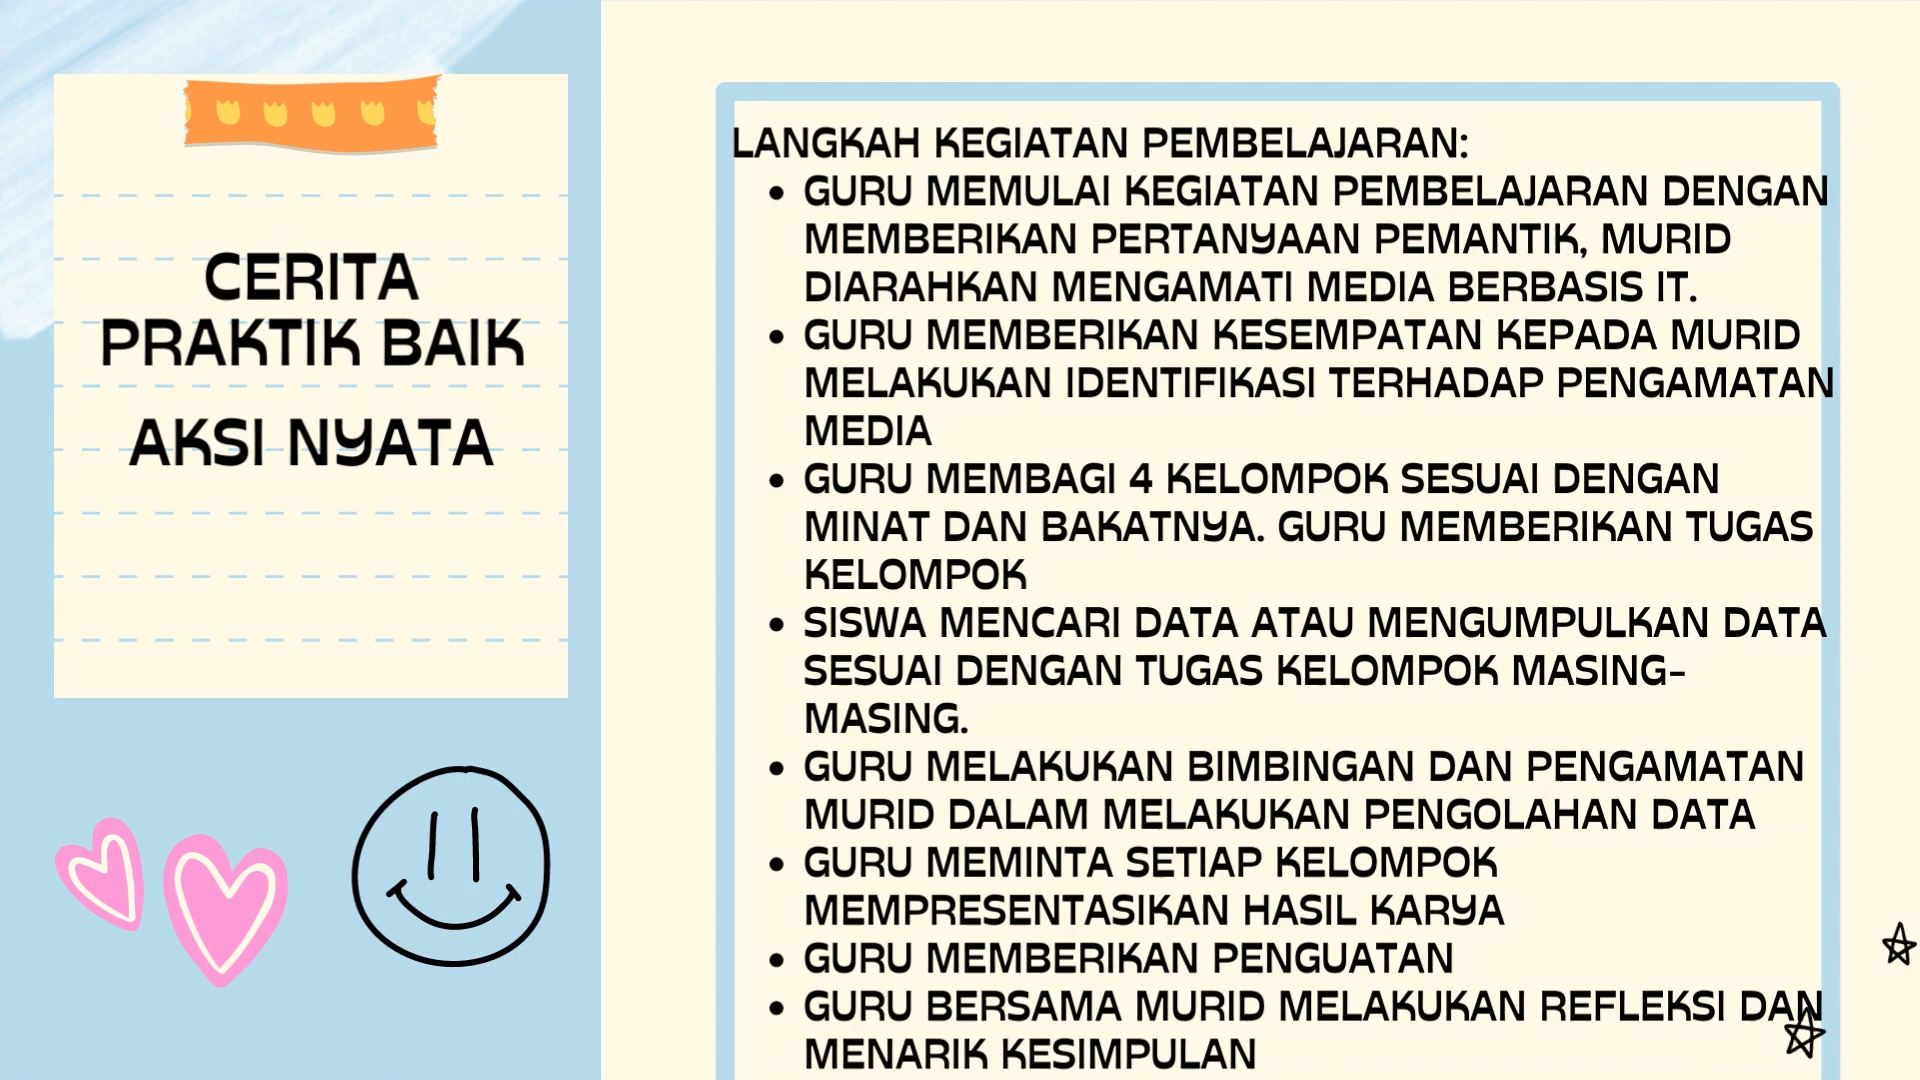 CERITA
PRAKTIK BAIK
AKSI NYATA
LANGKAH KEGIATAN PEMBELAJARAN:
• GURU MEMULAI KEGIATAN PEMBELAJARAN DENGAN
MEMBERIKAN PERTANYAAN PEMANTIK, MURID
DIARAHKAN MENGAMATI MEDIA BERBASIS IT.
• GURU MEMBERIKAN KESEMPATAN KEPADA MURID
MELAKUKAN IDENTIFIKASI TERHADAP PENGAMATAN
MEDIA
• GURU MEMBAGI 4 KELOMPOK SESUAI DENGAN
MINAT DAN BAKATNYA. GURU MEMBERIKAN TUGAS
KELOMPOK
• SISWA MENCARI DATA ATAU MENGUMPULKAN DATA
SESUAI DENGAN TUGAS KELOMPOK MASING-
MASING.
• GURU MELAKUKAN BIMBINGAN DAN PENGAMATAN
MURID DALAM MELAKUKAN PENGOLAHAN DATA
• GURU MEMINTA SETIAP KELOMPOK
MEMPRESENTASIKAN HASIL KARYA
• GURU MEMBERIKAN PENGUATAN
• GURU BERSAMA MURID MELAKUKAN REFLEKSI DAN
MENARIK KESIMPULAN